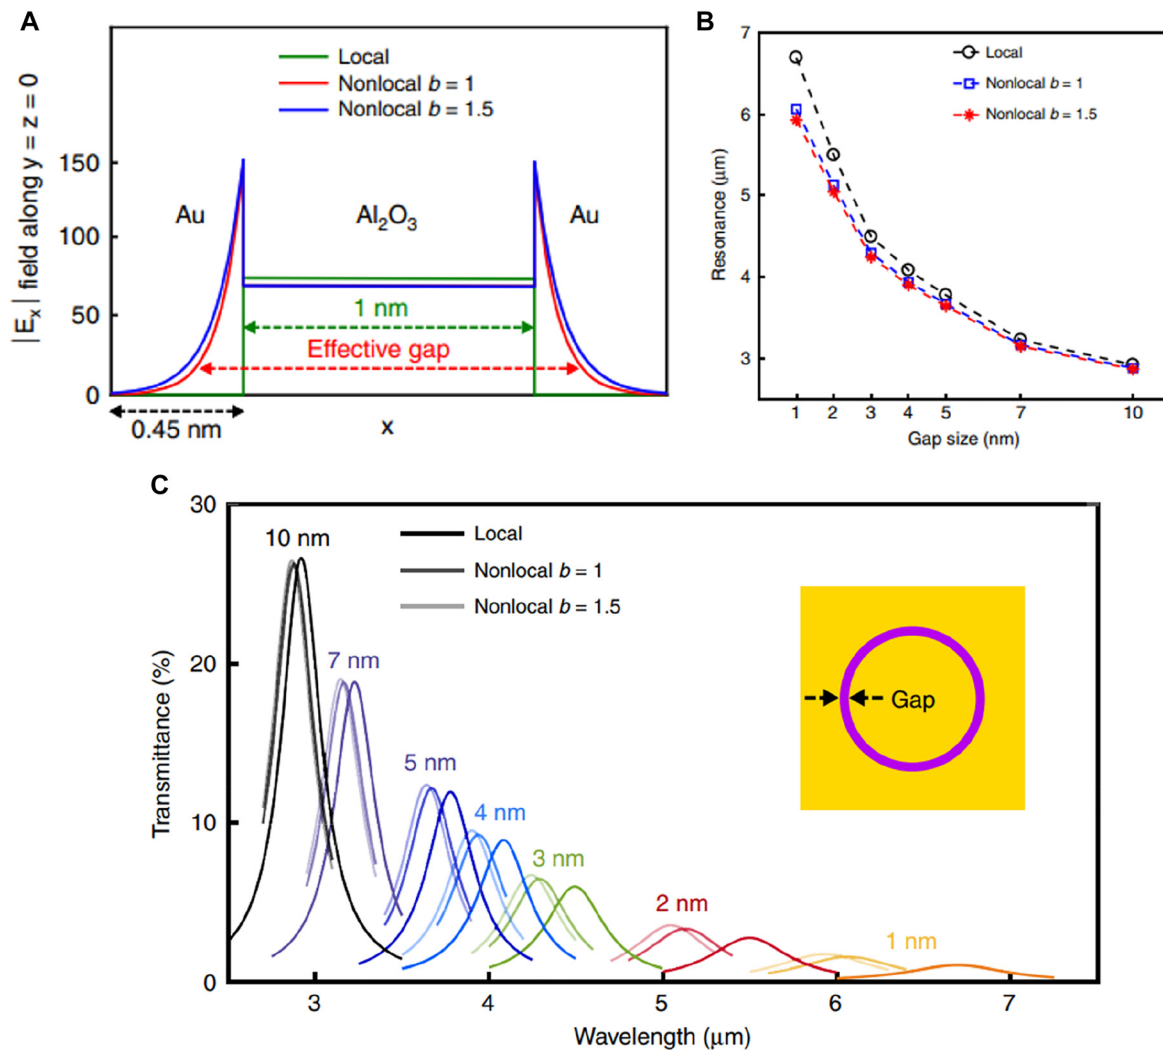 A
|Eₓ| field along y = z = 0
150
100
50
0
Local
Nonlocal b = 1
Nonlocal b = 1.5
Au
Al₂O₃
Au
1 nm
Effective gap
0.45 nm
x
B
Resonance (μm)
7
6
5
4
3
Local
Nonlocal b = 1
Nonlocal b = 1.5
1 2 3 4 5 7 10
Gap size (nm)
C
Transmittance (%)
30
20
10
0
Local
Nonlocal b = 1
Nonlocal b = 1.5
10 nm
7 nm
5 nm
4 nm
3 nm
2 nm
1 nm
Gap
3 4 5 6 7
Wavelength (μm)